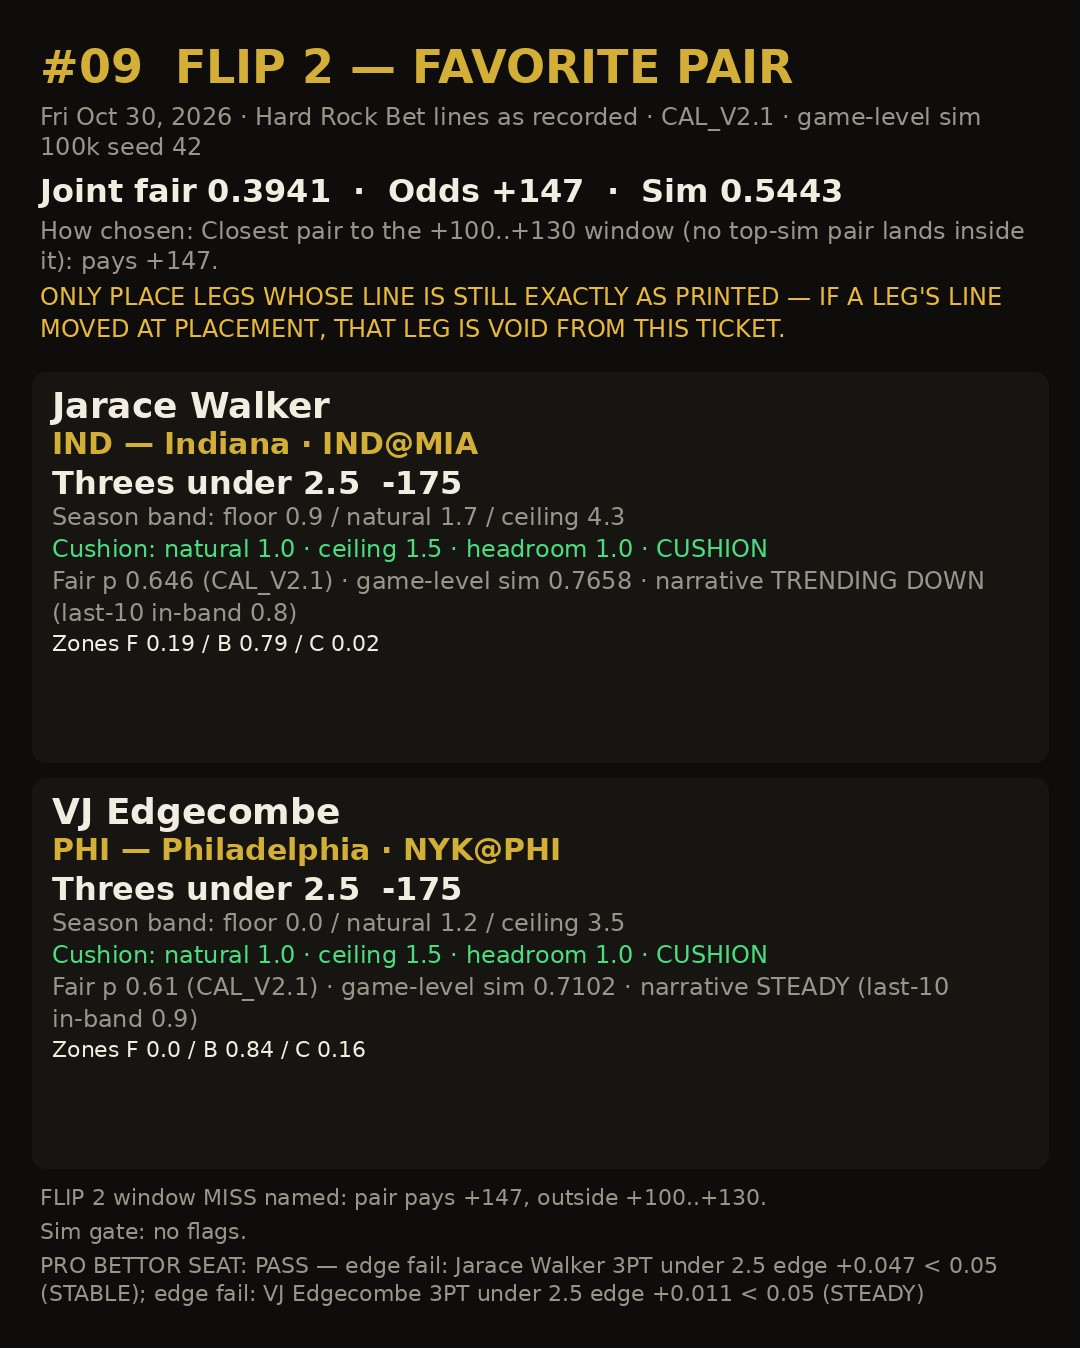 #09 FLIP 2 — FAVORITE PAIR
Fri Oct 30, 2026 · Hard Rock Bet lines as recorded · CAL_V2.1 · game-level sim
100k seed 42
Joint fair 0.3941 · Odds +147 · Sim 0.5443
How chosen: Closest pair to the +100..+130 window (no top-sim pair lands inside
it): pays +147.
ONLY PLACE LEGS WHOSE LINE IS STILL EXACTLY AS PRINTED — IF A LEG'S LINE
MOVED AT PLACEMENT, THAT LEG IS VOID FROM THIS TICKET.
Jarace Walker
IND — Indiana · IND@MIA
Threes under 2.5 -175
Season band: floor 0.9 / natural 1.7 / ceiling 4.3
Cushion: natural 1.0 · ceiling 1.5 · headroom 1.0 · CUSHION
Fair p 0.646 (CAL_V2.1) · game-level sim 0.7658 · narrative TRENDING DOWN
(last-10 in-band 0.8)
Zones F 0.19 / B 0.79 / C 0.02
VJ Edgecombe
PHI — Philadelphia · NYK@PHI
Threes under 2.5 -175
Season band: floor 0.0 / natural 1.2 / ceiling 3.5
Cushion: natural 1.0 · ceiling 1.5 · headroom 1.0 · CUSHION
Fair p 0.61 (CAL_V2.1) · game-level sim 0.7102 · narrative STEADY (last-10
in-band 0.9)
Zones F 0.0 / B 0.84 / C 0.16
FLIP 2 window MISS named: pair pays +147, outside +100..+130.
Sim gate: no flags.
PRO BETTOR SEAT: PASS — edge fail: Jarace Walker 3PT under 2.5 edge +0.047 < 0.05
(STABLE); edge fail: VJ Edgecombe 3PT under 2.5 edge +0.011 < 0.05 (STEADY)